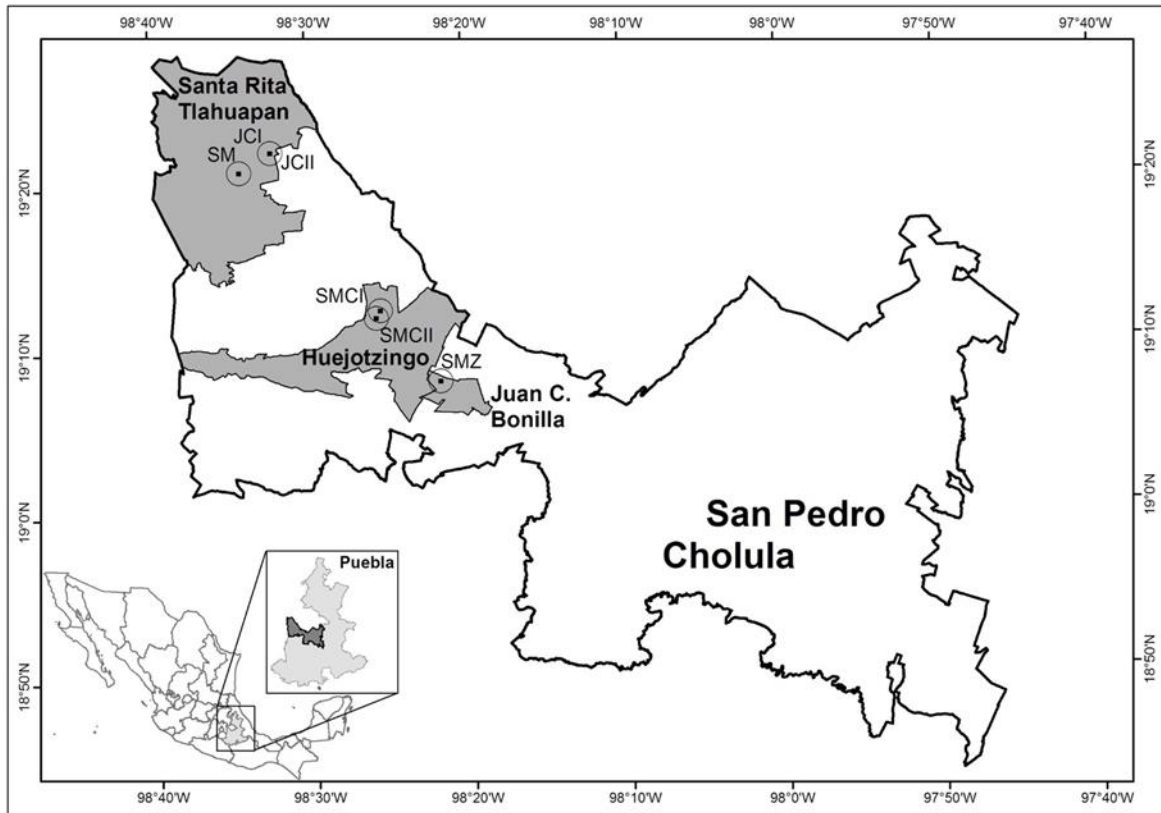 98°40'W 98°30'W 98°20'W 98°10'W 98°0'W 97°50'W 97°40'W
Santa Rita
Tlahuapan
JCI
SM
JCII
19°20'N
19°20'N
SMCI
SMCII
19°10'N
19°10'N
Huejotzingo
SMZ
Juan C.
Bonilla
19°0'N
19°0'N
San Pedro
Cholula
Puebla
18°50'N
18°50'N
98°40'W 98°30'W 98°20'W 98°10'W 98°0'W 97°50'W 97°40'W